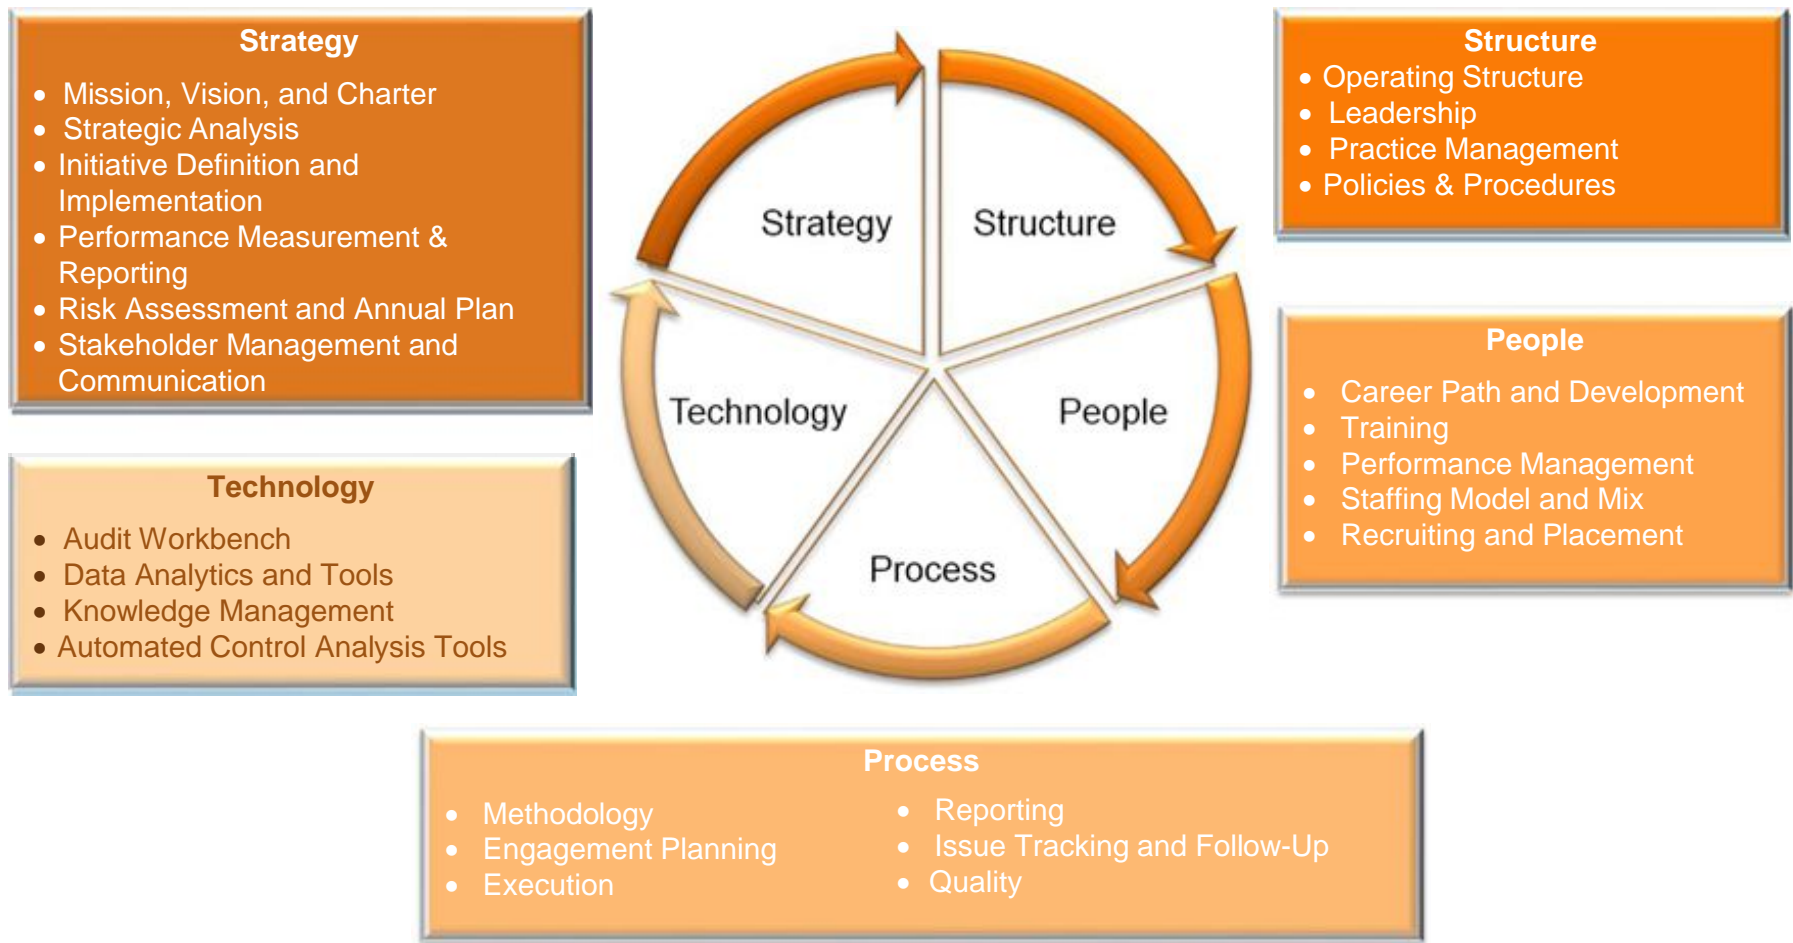 Strategy
• Mission, Vision, and Charter
• Strategic Analysis
• Initiative Definition and
Implementation
• Performance Measurement &
Reporting
• Risk Assessment and Annual Plan
• Stakeholder Management and
Communication
Structure
• Operating Structure
• Leadership
• Practice Management
• Policies & Procedures
Strategy
Structure
Technology
People
Process
People
• Career Path and Development
• Training
• Performance Management
• Staffing Model and Mix
• Recruiting and Placement
Technology
• Audit Workbench
• Data Analytics and Tools
• Knowledge Management
• Automated Control Analysis Tools
Process
• Methodology
• Engagement Planning
• Execution
• Reporting
• Issue Tracking and Follow-Up
• Quality